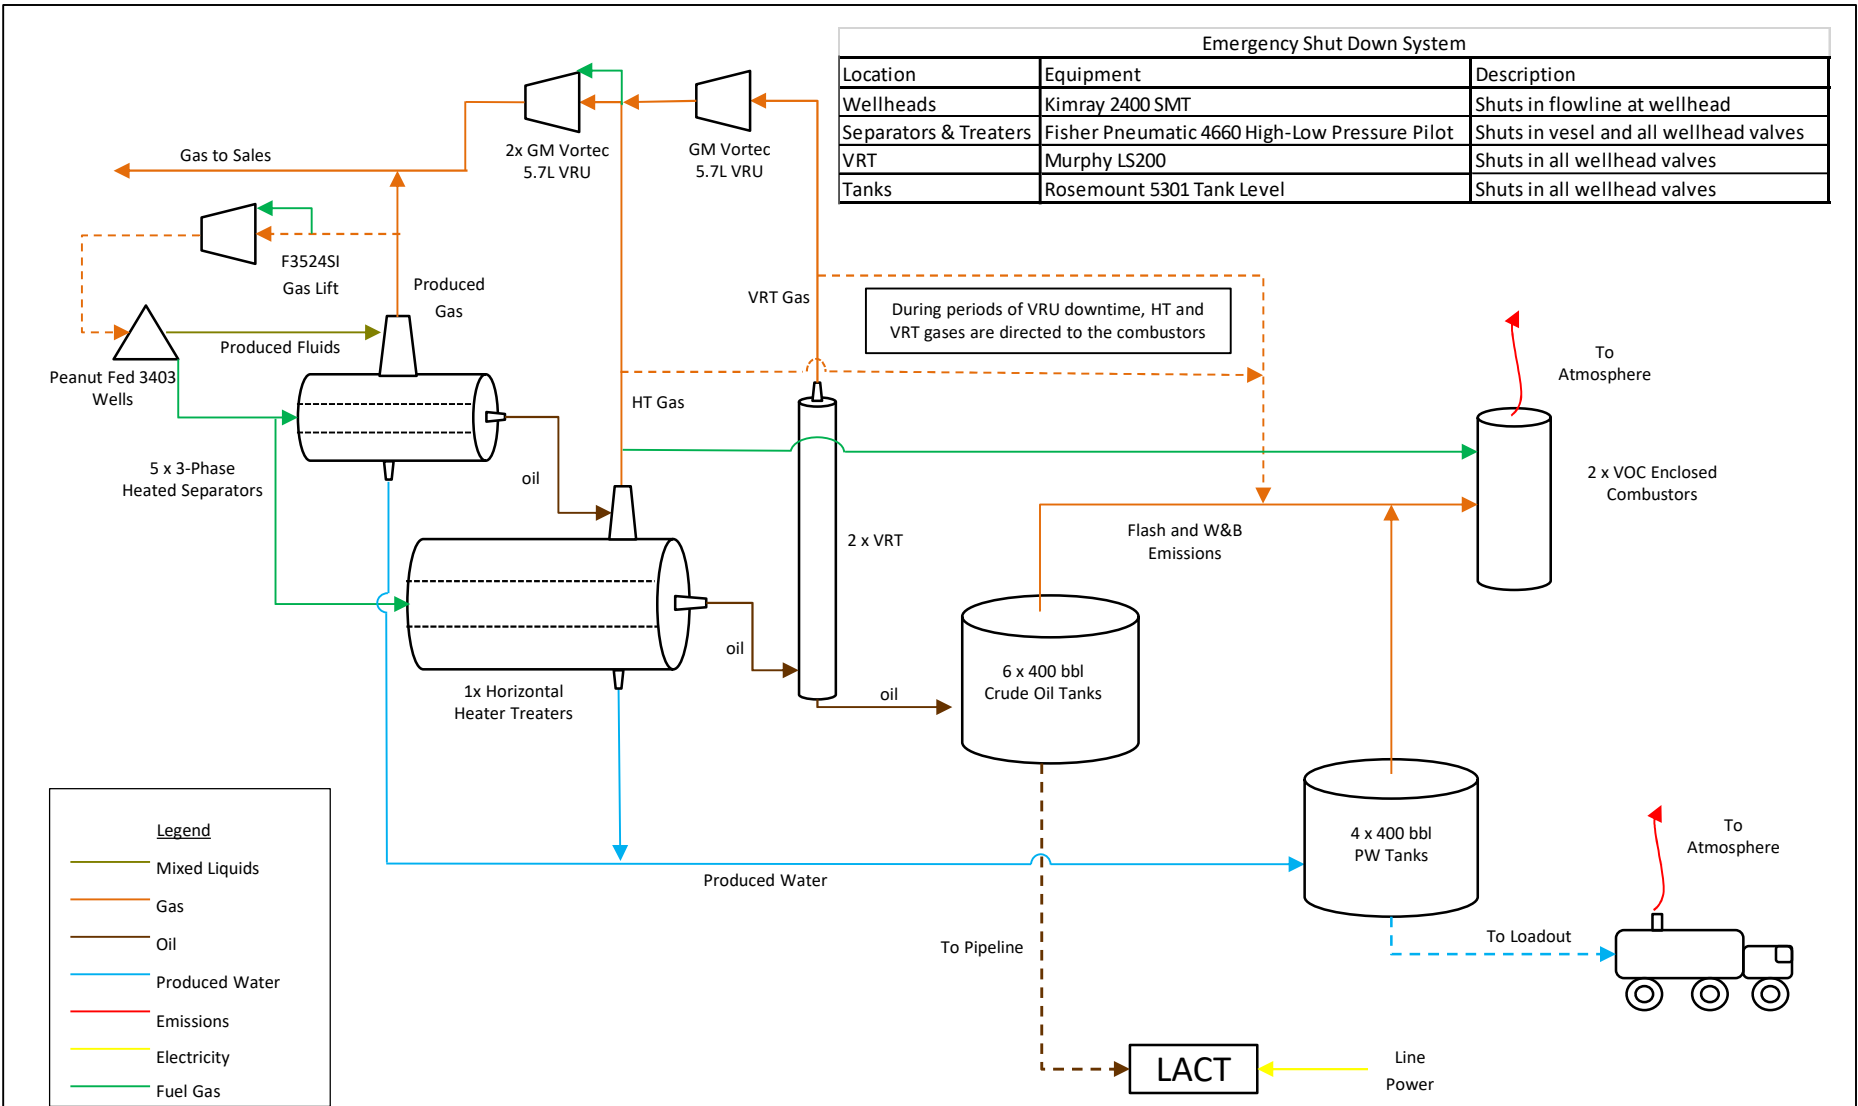 Emergency Shut Down System
Location Equipment Description
Wellheads Kimray 2400 SMT Shuts in flowline at wellhead
Separators & Treaters Fisher Pneumatic 4660 High-Low Pressure Pilot Shuts in vesel and all wellhead valves
VRT Murphy LS200 Shuts in all wellhead valves
Tanks Rosemount 5301 Tank Level Shuts in all wellhead valves
2x GM Vortec
5.7L VRU
GM Vortec
5.7L VRU
Gas to Sales
F3524SI
Gas Lift
Produced
Gas
VRT Gas
During periods of VRU downtime, HT and
VRT gases are directed to the combustors
Produced Fluids
Peanut Fed 3403
Wells
To
Atmosphere
HT Gas
5 x 3-Phase
Heated Separators
oil
2 x VOC Enclosed
Combustors
Flash and W&B
Emissions
2 x VRT
oil
6 x 400 bbl
Crude Oil Tanks
1x Horizontal
Heater Treaters
oil
4 x 400 bbl
PW Tanks
To
Atmosphere
Produced Water
To Pipeline
To Loadout
LACT
Line
Power
Legend
Mixed Liquids
Gas
Oil
Produced Water
Emissions
Electricity
Fuel Gas